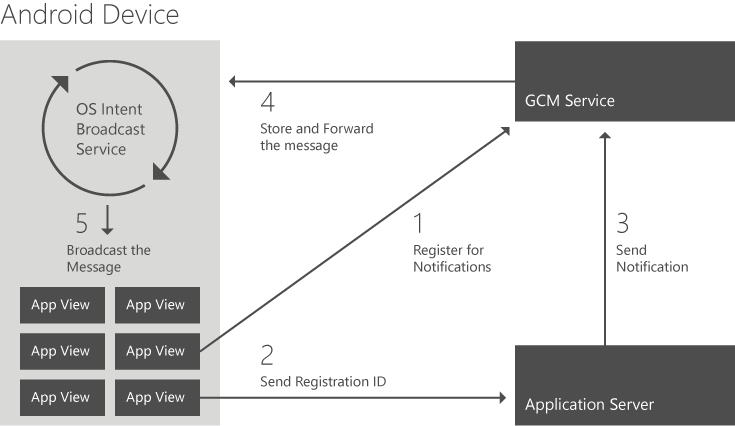 Android Device
OS Intent
Broadcast
Service
5
Broadcast the
Message
App View
App View
App View
App View
App View
App View
4
Store and Forward
the message
1
Register for
Notifications
2
Send Registration ID
GCM Service
3
Send
Notification
Application Server